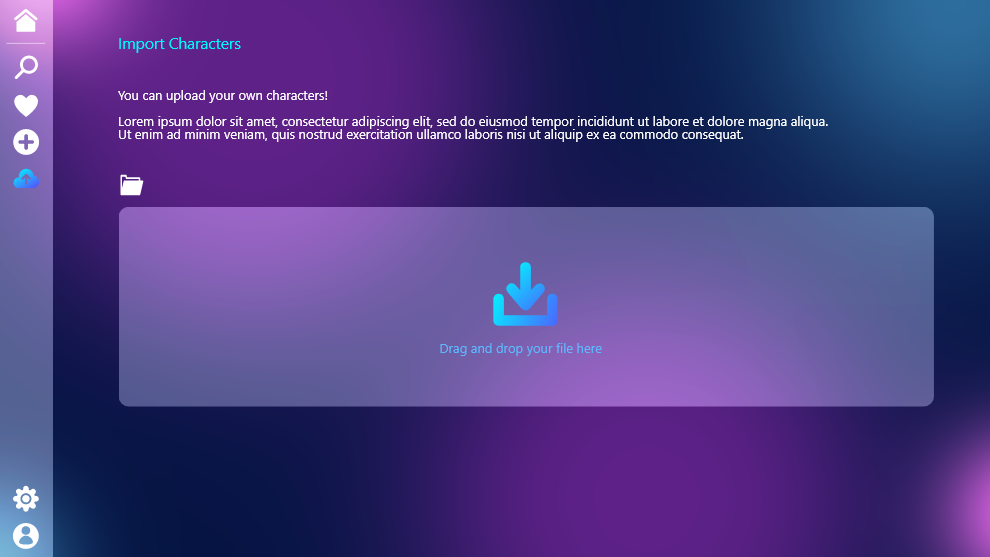 Import Characters
You can upload your own characters!
Lorem ipsum dolor sit amet, consectetur adipiscing elit, sed do eiusmod tempor incididunt ut labore et dolore magna aliqua.
Ut enim ad minim veniam, quis nostrud exercitation ullamco laboris nisi ut aliquip ex ea commodo consequat.
Drag and drop your file here